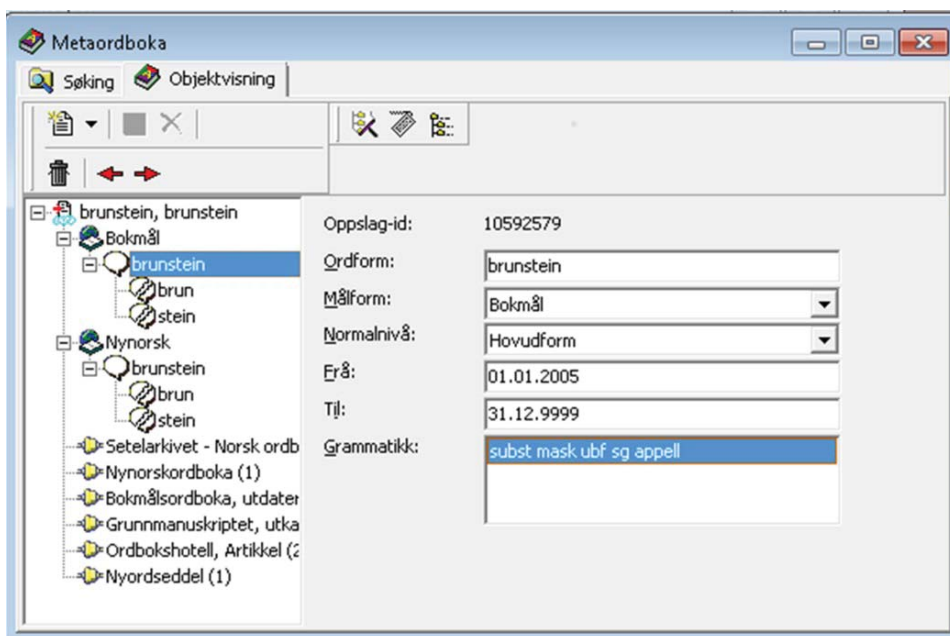 Metaordboka
Søking
Objektvisning
brunstein, brunstein
Bokmål
brunstein
brun
stein
Nynorsk
brunstein
brun
stein
Setelarkivet - Norsk ordb
Nynorskordboka (1)
Bokmålsordboka, utdater
Grunnmanuskriptet, utka
Ordbokshotell, Artikkel (2
Nyordseddel (1)
Oppslag-id: 10592579
Ordform: brunstein
Målform: Bokmål
Normalnivå: Hovudform
Frå: 01.01.2005
Til: 31.12.9999
Grammatikk: subst mask ubf sg appell